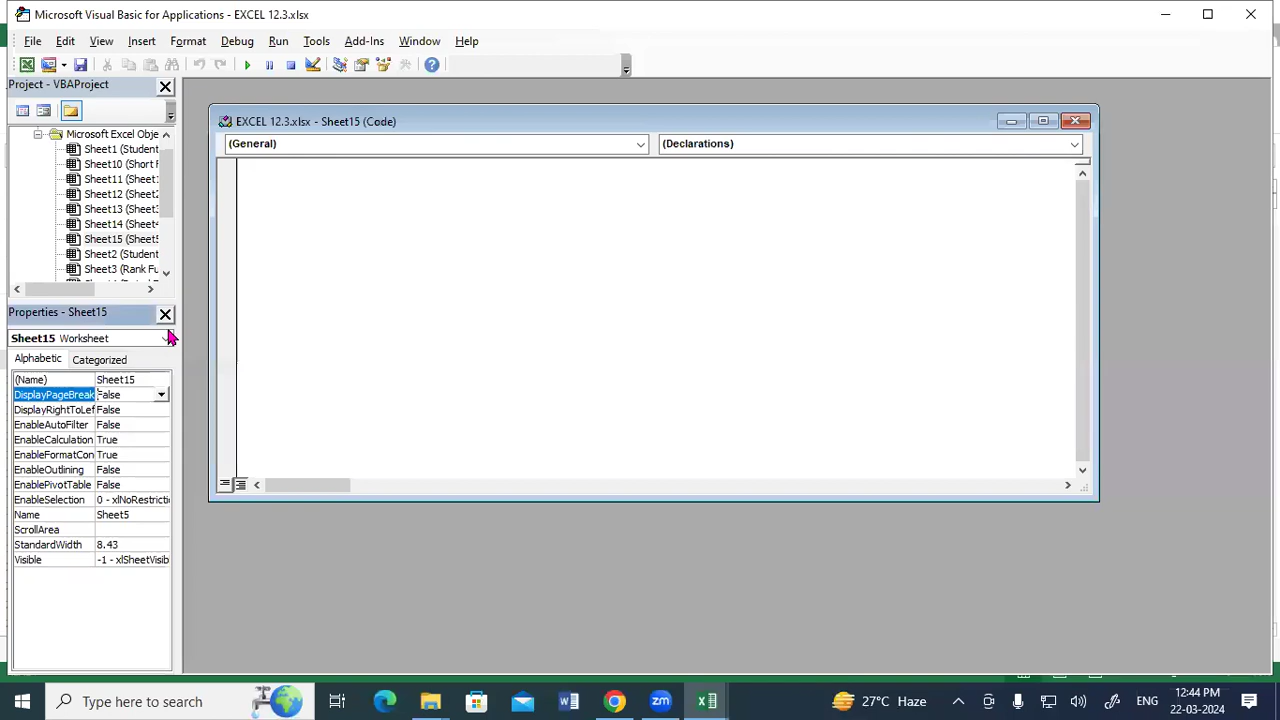 Microsoft Visual Basic for Applications - EXCEL 12.3.xlsx
File Edit View Insert Format Debug Run Tools Add-Ins Window Help
Project - VBAProject
Microsoft Excel Obje
Sheet1 (Student
Sheet10 (Short F
Sheet11 (Sheet1
Sheet12 (Sheet2
Sheet13 (Sheet3
Sheet14 (Sheet4
Sheet15 (Sheet5
Sheet2 (Student
Sheet3 (Rank Fu
EXCEL 12.3.xlsx - Sheet15 (Code)
(General) (Declarations)
Properties - Sheet15
Sheet15 Worksheet
Alphabetic Categorized
(Name) Sheet15
DisplayPageBreak False
DisplayRightToLef False
EnableAutoFilter False
EnableCalculation True
EnableFormatCon True
EnableOutlining False
EnablePivotTable False
EnableSelection 0 - xlNoRestricti
Name Sheet5
ScrollArea
StandardWidth 8.43
Visible -1 - xlSheetVisib
Type here to search
zm
27°C Haze
ENG
12:44 PM
22-03-2024